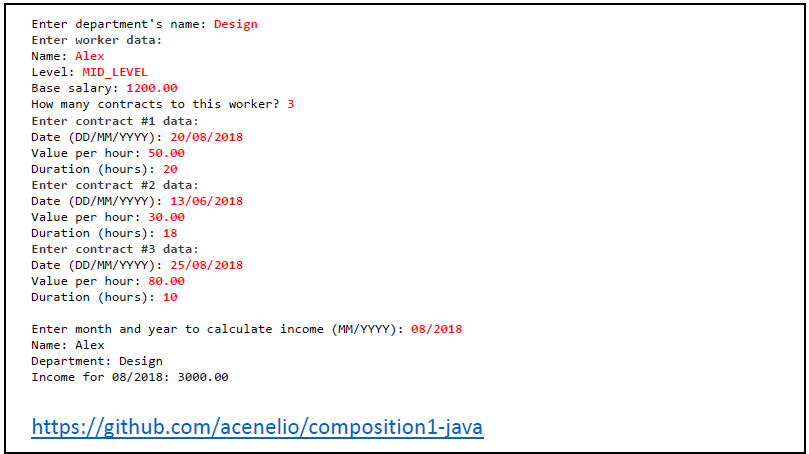 Enter department's name: Design
Enter worker data:
Name: Alex
Level: MID_LEVEL
Base salary: 1200.00
How many contracts to this worker? 3
Enter contract #1 data:
Date (DD/MM/YYYY): 20/08/2018
Value per hour: 50.00
Duration (hours): 20
Enter contract #2 data:
Date (DD/MM/YYYY): 13/06/2018
Value per hour: 30.00
Duration (hours): 18
Enter contract #3 data:
Date (DD/MM/YYYY): 25/08/2018
Value per hour: 80.00
Duration (hours): 10
Enter month and year to calculate income (MM/YYYY): 08/2018
Name: Alex
Department: Design
Income for 08/2018: 3000.00
https://github.com/acenelio/composition1-java